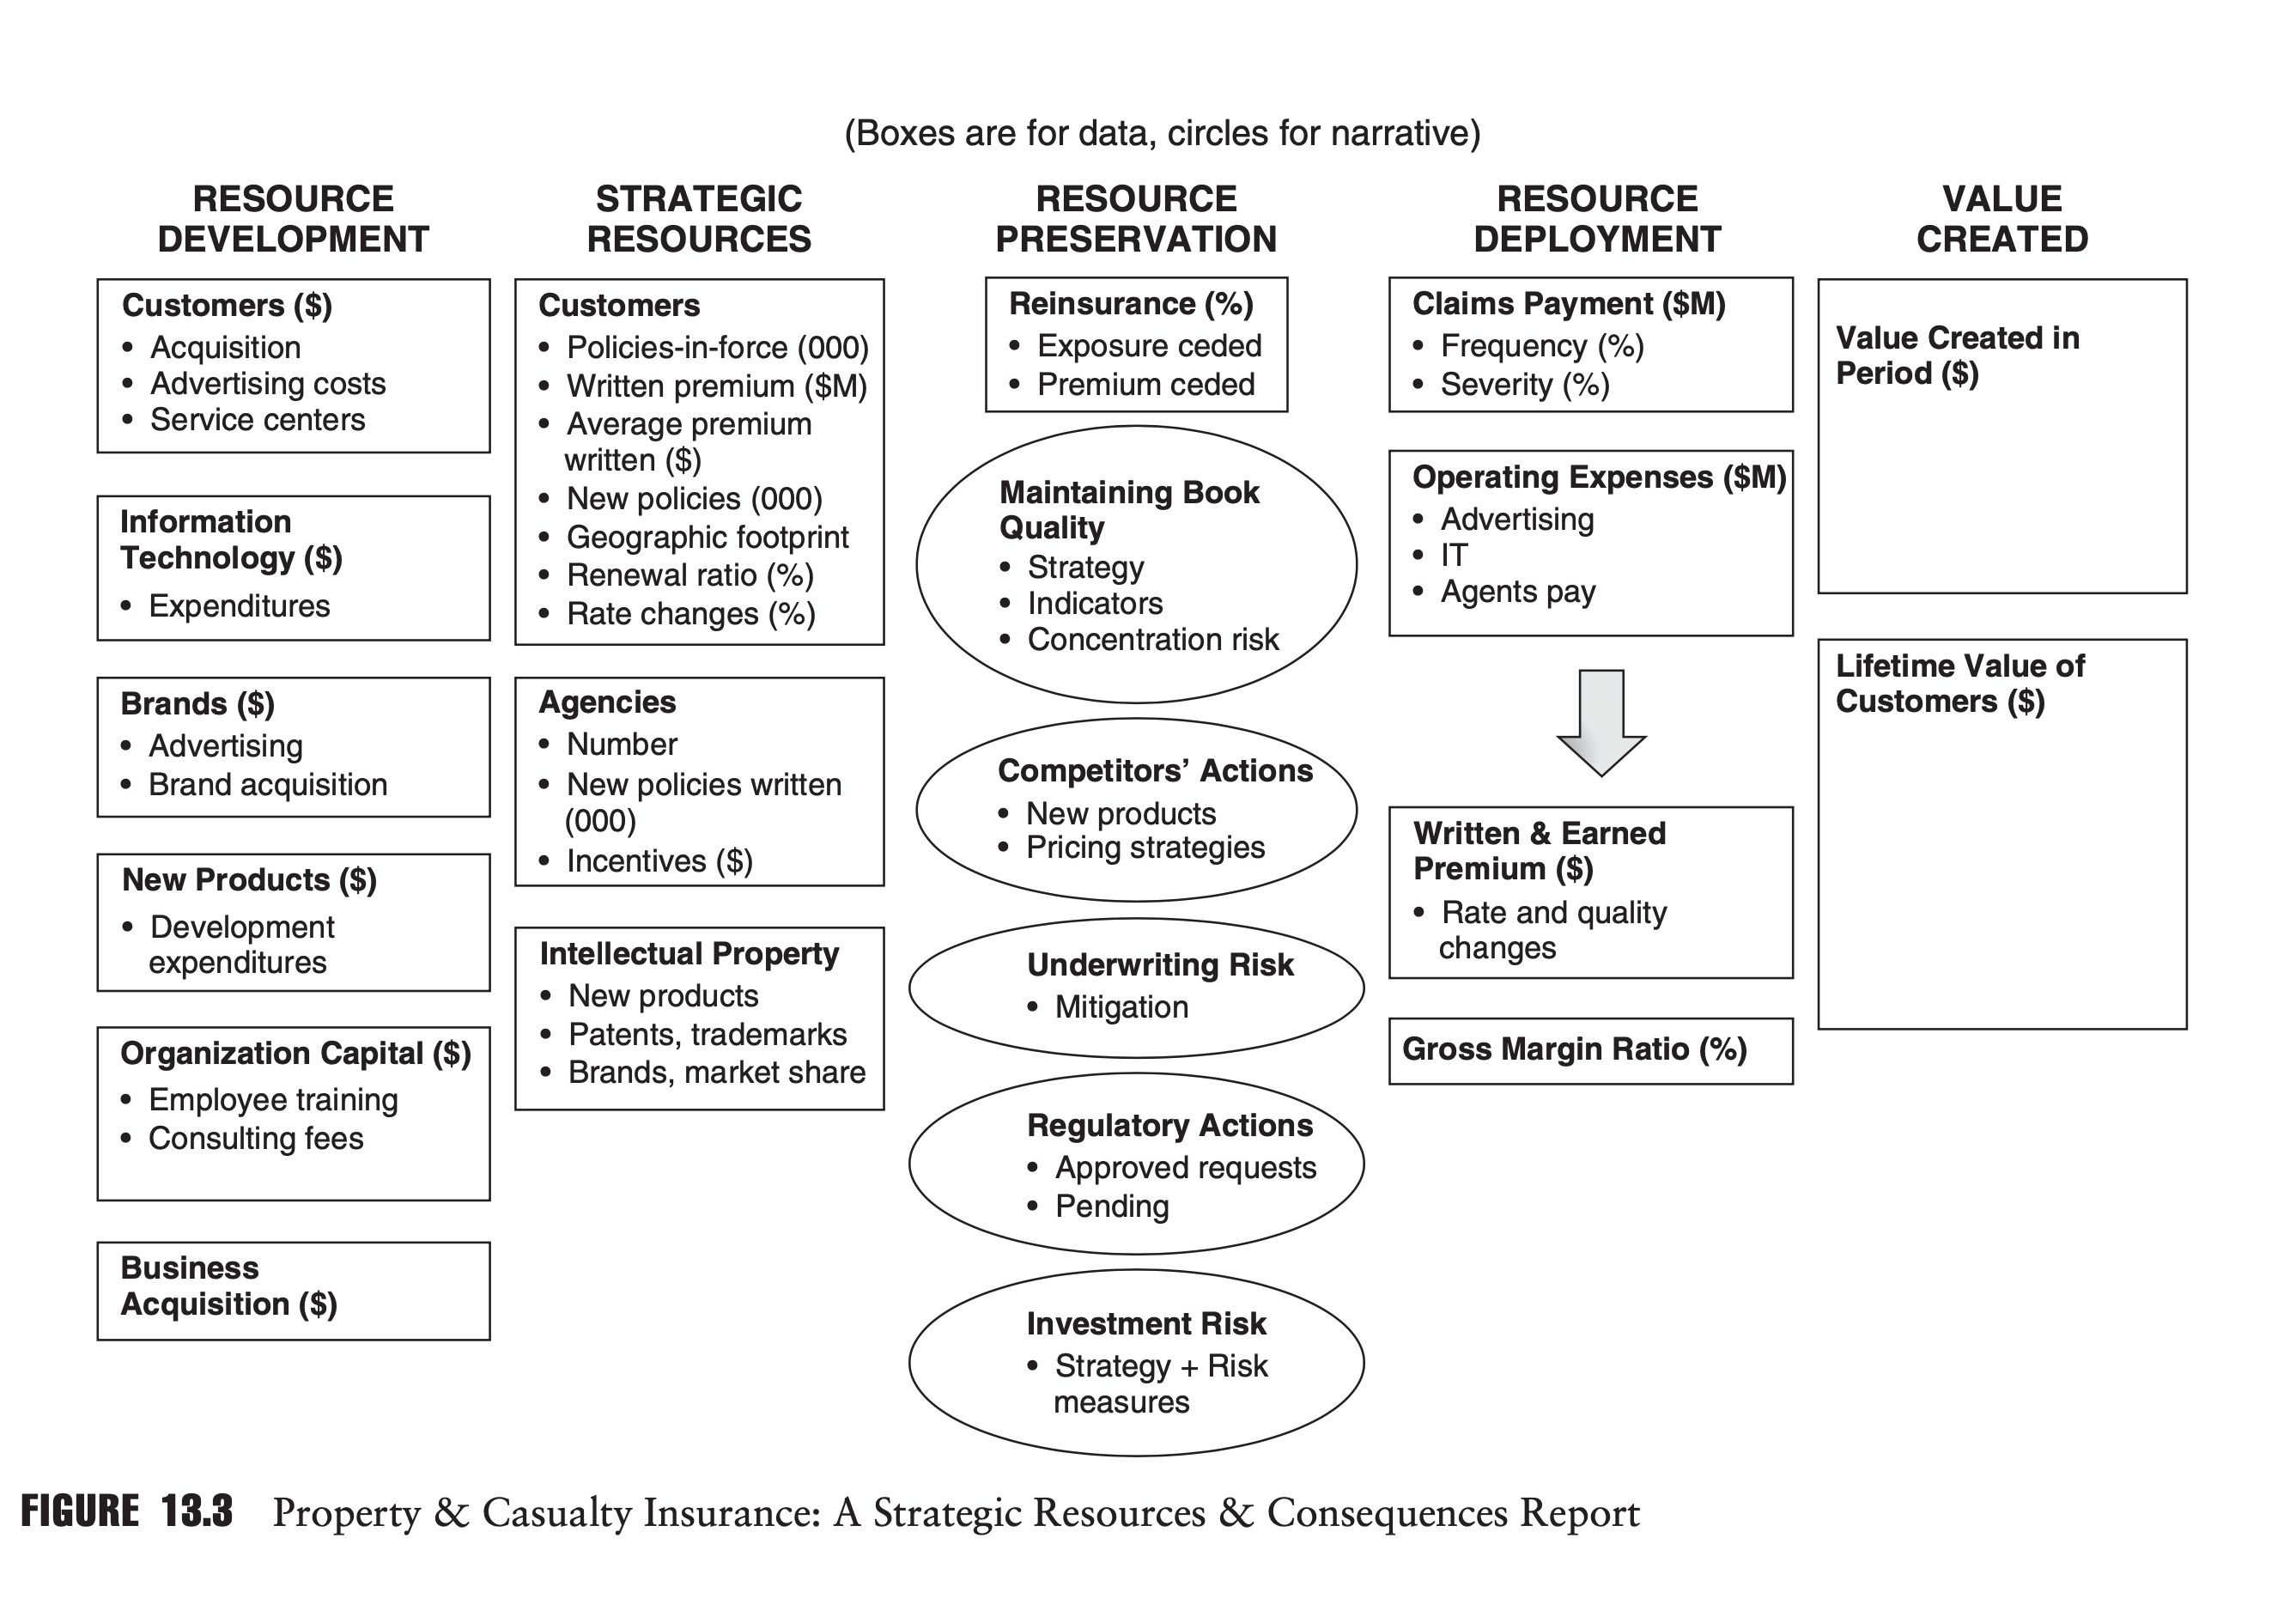 (Boxes are for data, circles for narrative)
RESOURCE
DEVELOPMENT
Customers ($)
• Acquisition
• Advertising costs
• Service centers
Information
Technology ($)
• Expenditures
Brands ($)
• Advertising
• Brand acquisition
New Products ($)
• Development
expenditures
Organization Capital ($)
• Employee training
• Consulting fees
Business
Acquisition ($)
STRATEGIC
RESOURCES
Customers
• Policies-in-force (000)
• Written premium ($M)
• Average premium
written ($)
• New policies (000)
• Geographic footprint
• Renewal ratio (%)
• Rate changes (%)
Agencies
• Number
• New policies written
(000)
• Incentives ($)
Intellectual Property
• New products
• Patents, trademarks
• Brands, market share
RESOURCE
PRESERVATION
Reinsurance (%)
• Exposure ceded
• Premium ceded
Maintaining Book
Quality
• Strategy
• Indicators
• Concentration risk
Competitors’ Actions
• New products
• Pricing strategies
Underwriting Risk
• Mitigation
Regulatory Actions
• Approved requests
• Pending
Investment Risk
• Strategy + Risk
measures
RESOURCE
DEPLOYMENT
Claims Payment ($M)
• Frequency (%)
• Severity (%)
Operating Expenses ($M)
• Advertising
• IT
• Agents pay
Written & Earned
Premium ($)
• Rate and quality
changes
Gross Margin Ratio (%)
VALUE
CREATED
Value Created in
Period ($)
Lifetime Value of
Customers ($)
FIGURE 13.3 Property & Casualty Insurance: A Strategic Resources & Consequences Report